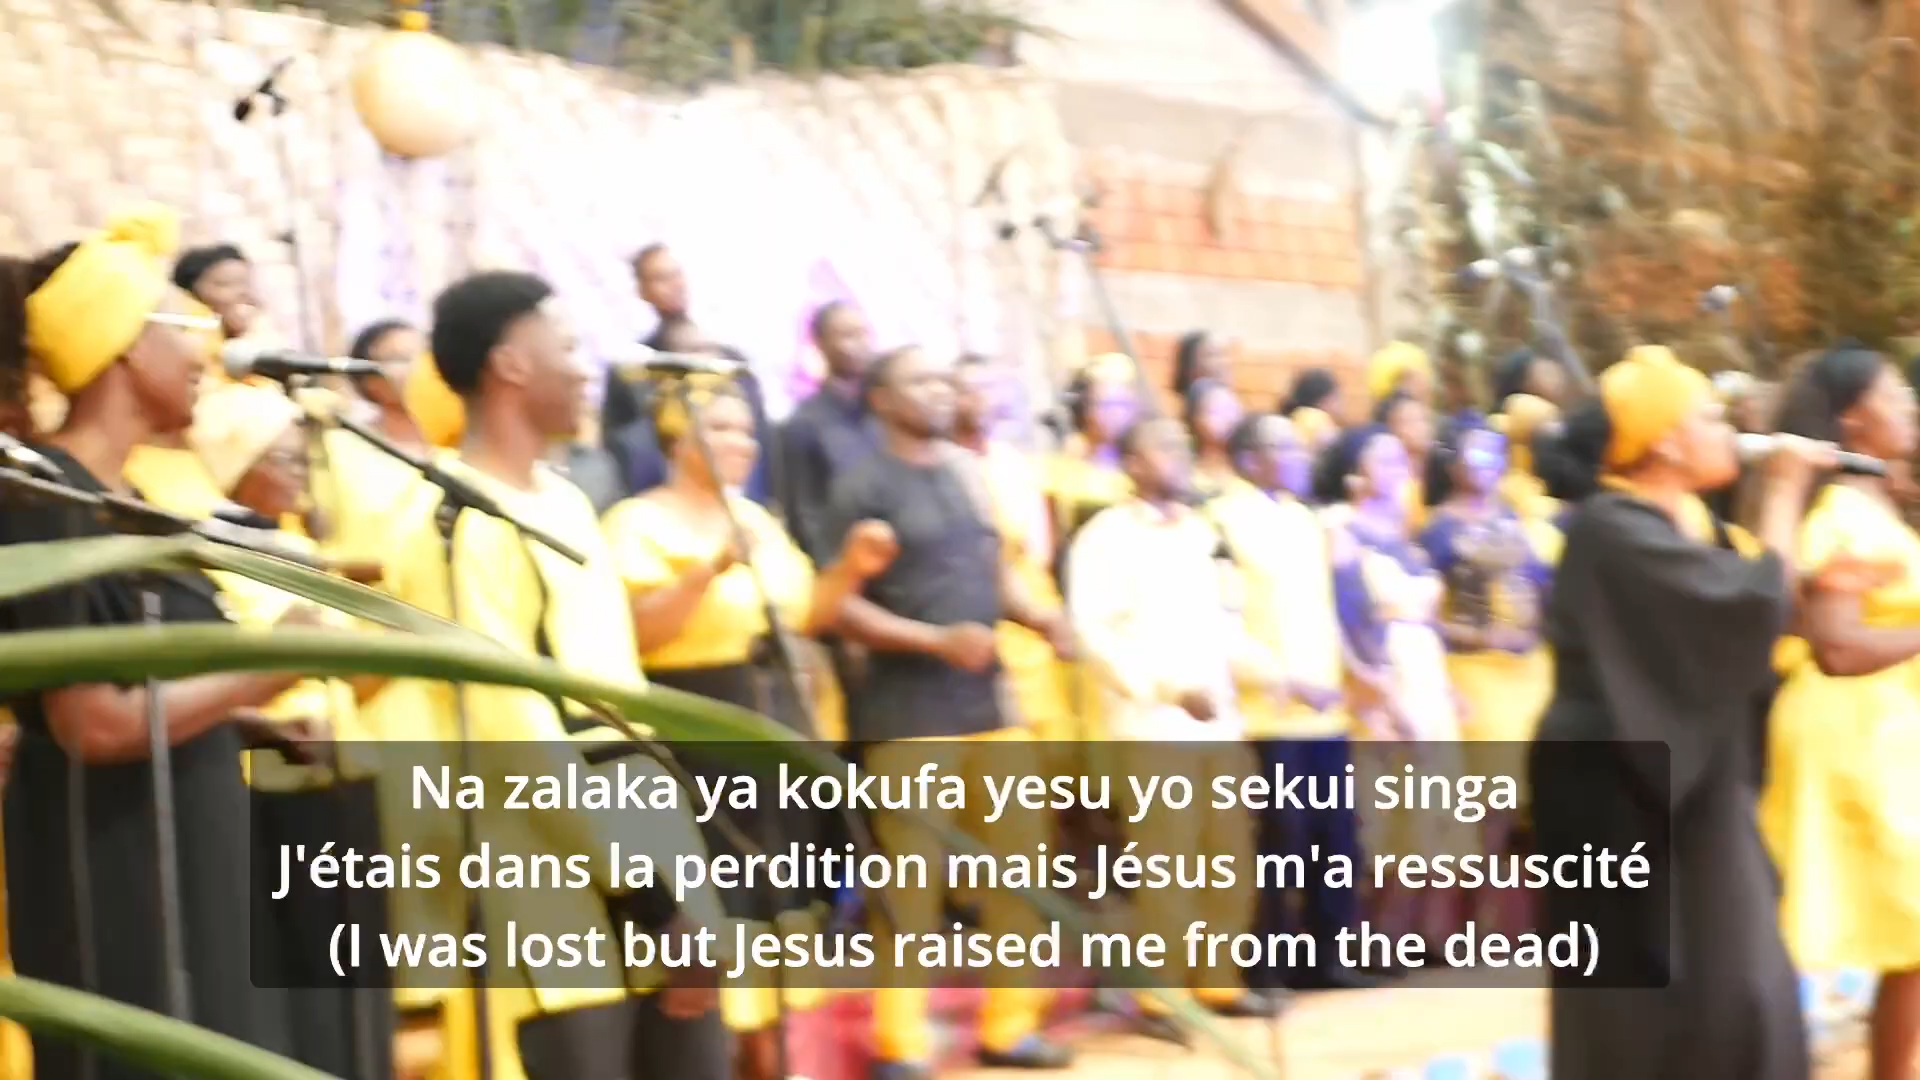 Na zalaka ya kokufa yesu yo sekui singa
J'étais dans la perdition mais Jésus m'a ressuscité
(I was lost but Jesus raised me from the dead)